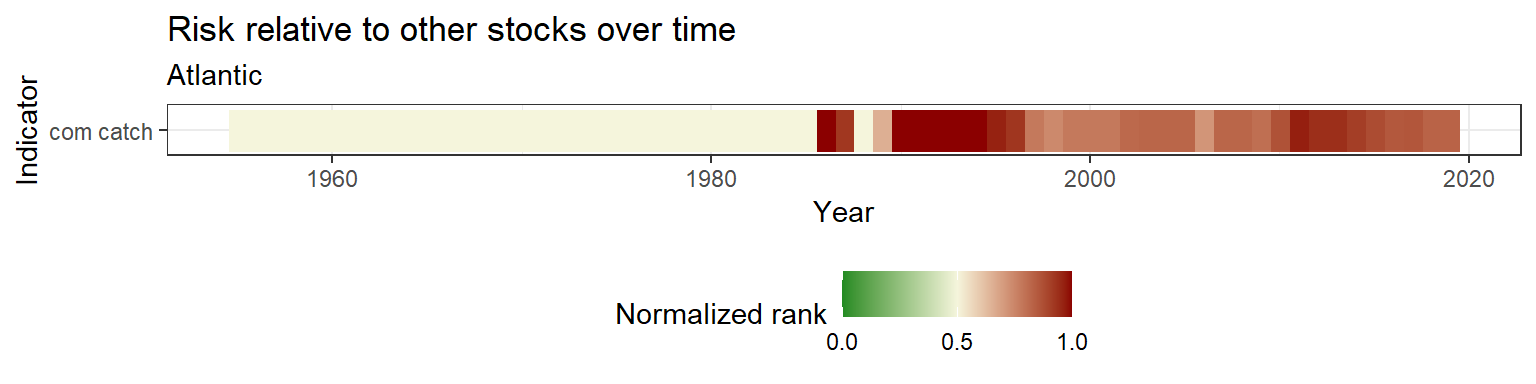 Risk relative to other stocks over time
Atlantic
Indicator
com catch
1960 1980 2000 2020
Year
Normalized rank
0.0 0.5 1.0